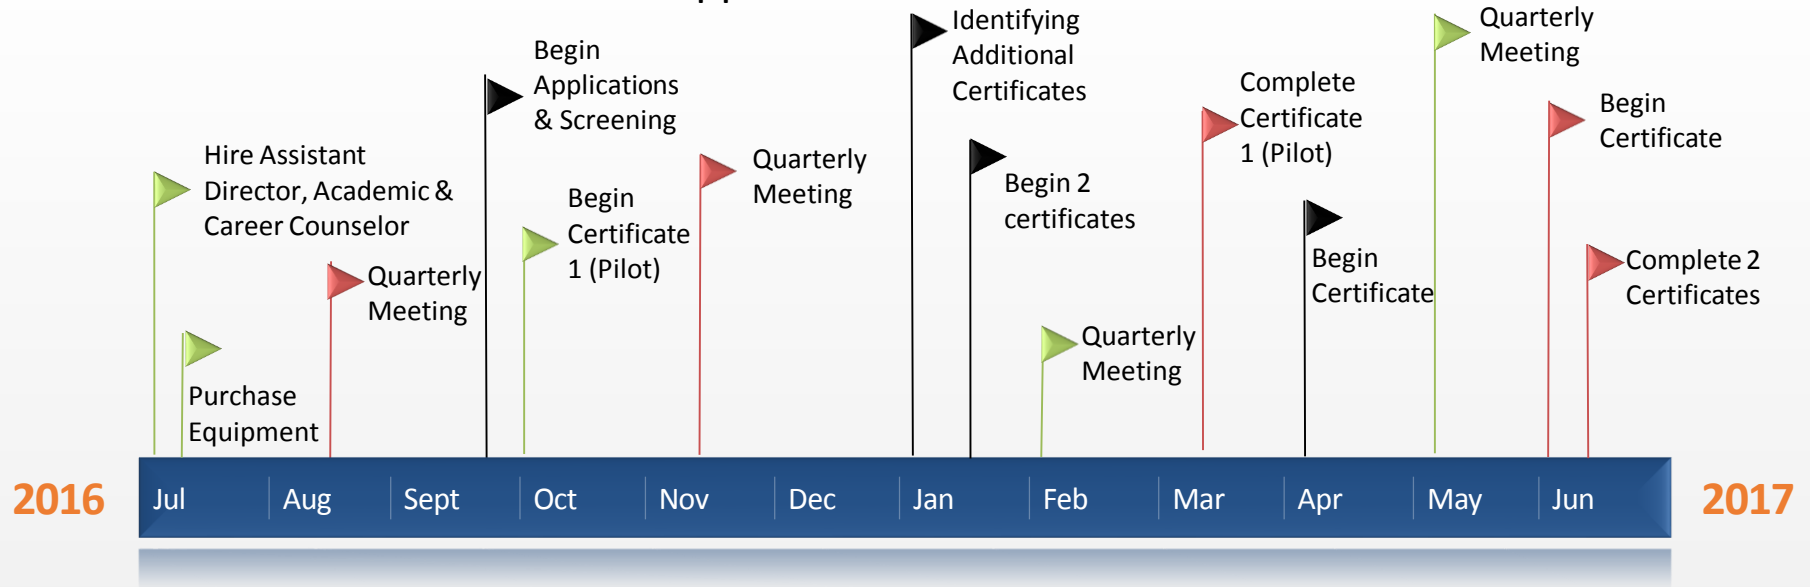 Identifying
Additional
Certificates
Quarterly
Meeting
Begin
Applications
& Screening
Complete
Certificate
1 (Pilot)
Begin
Certificate
Hire Assistant
Director, Academic &
Career Counselor
Quarterly
Meeting
Begin 2
certificates
Begin
Certificate
1 (Pilot)
Quarterly
Meeting
Begin
Certificate
Complete 2
Certificates
Quarterly
Meeting
Purchase
Equipment
2016
Jul
Aug
Sept
Oct
Nov
Dec
Jan
Feb
Mar
Apr
May
Jun
2017